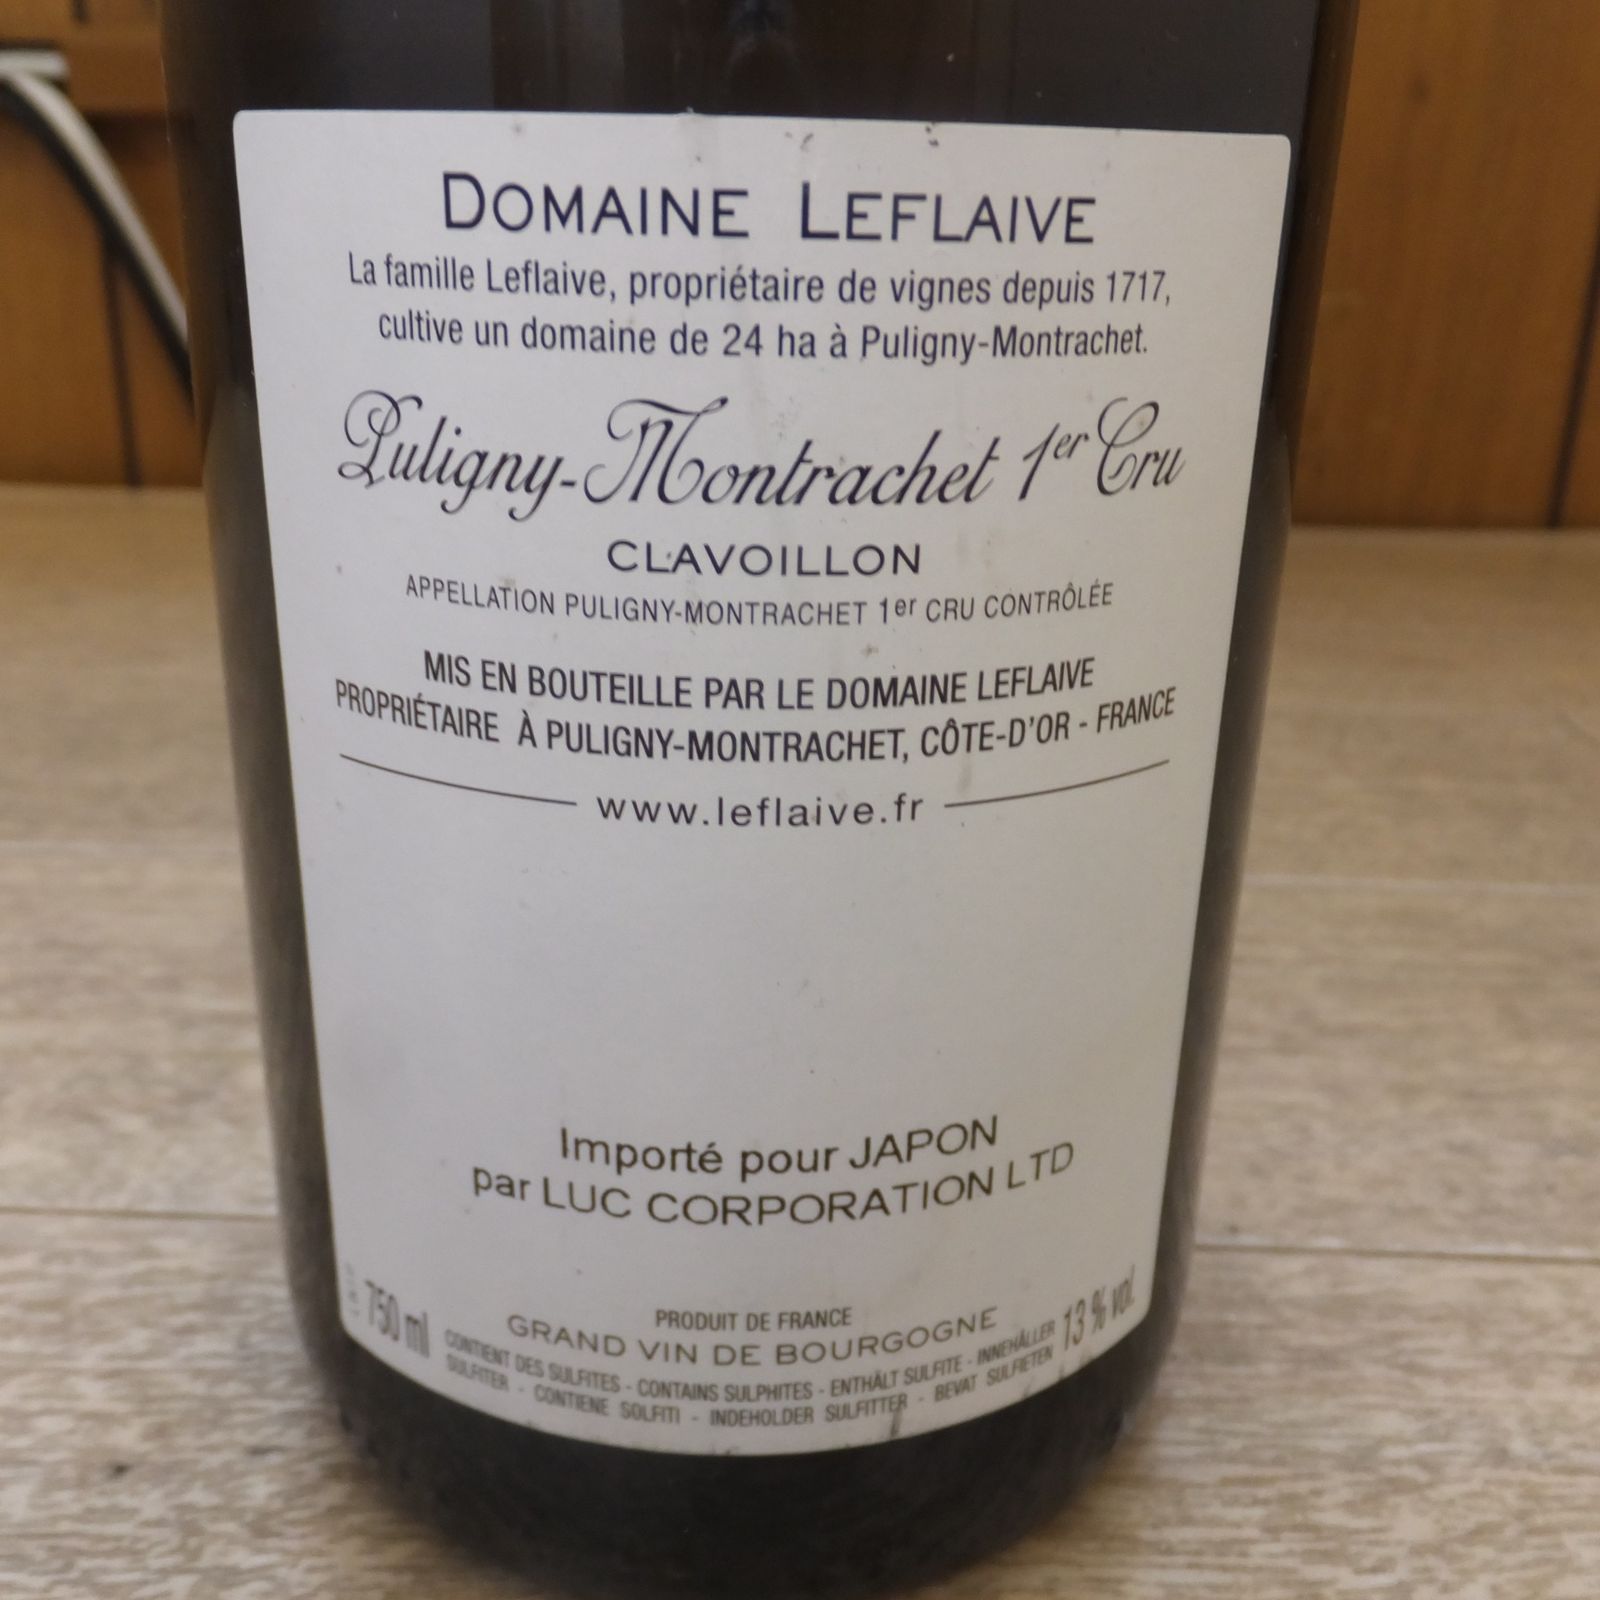 DOMAINE LEFLAIVE
La famille Leflaive, propriétaire de vignes depuis 1717,
cultive un domaine de 24 ha à Puligny-Montrachet.
Puligny-Montrachet 1er Cru
CLAVOILLON
APPELLATION PULIGNY-MONTRACHET 1er CRU CONTRÔLÉE
MIS EN BOUTEILLE PAR LE DOMAINE LEFLAIVE
PROPRIÉTAIRE À PULIGNY-MONTRACHET, CÔTE-D'OR - FRANCE
www.leflaive.fr
Importé pour JAPON
par LUC CORPORATION LTD
PRODUIT DE FRANCE
750 ml GRAND VIN DE BOURGOGNE 13 % vol.
CONTIENT DES SULFITES - CONTAINS SULPHITES - ENTHÄLT SULFITE - INNEHÅLLER
SULFITER - CONTIENE SOLFITI - INDEHOLDER SULFITTER - BEVAT SULFIETEN